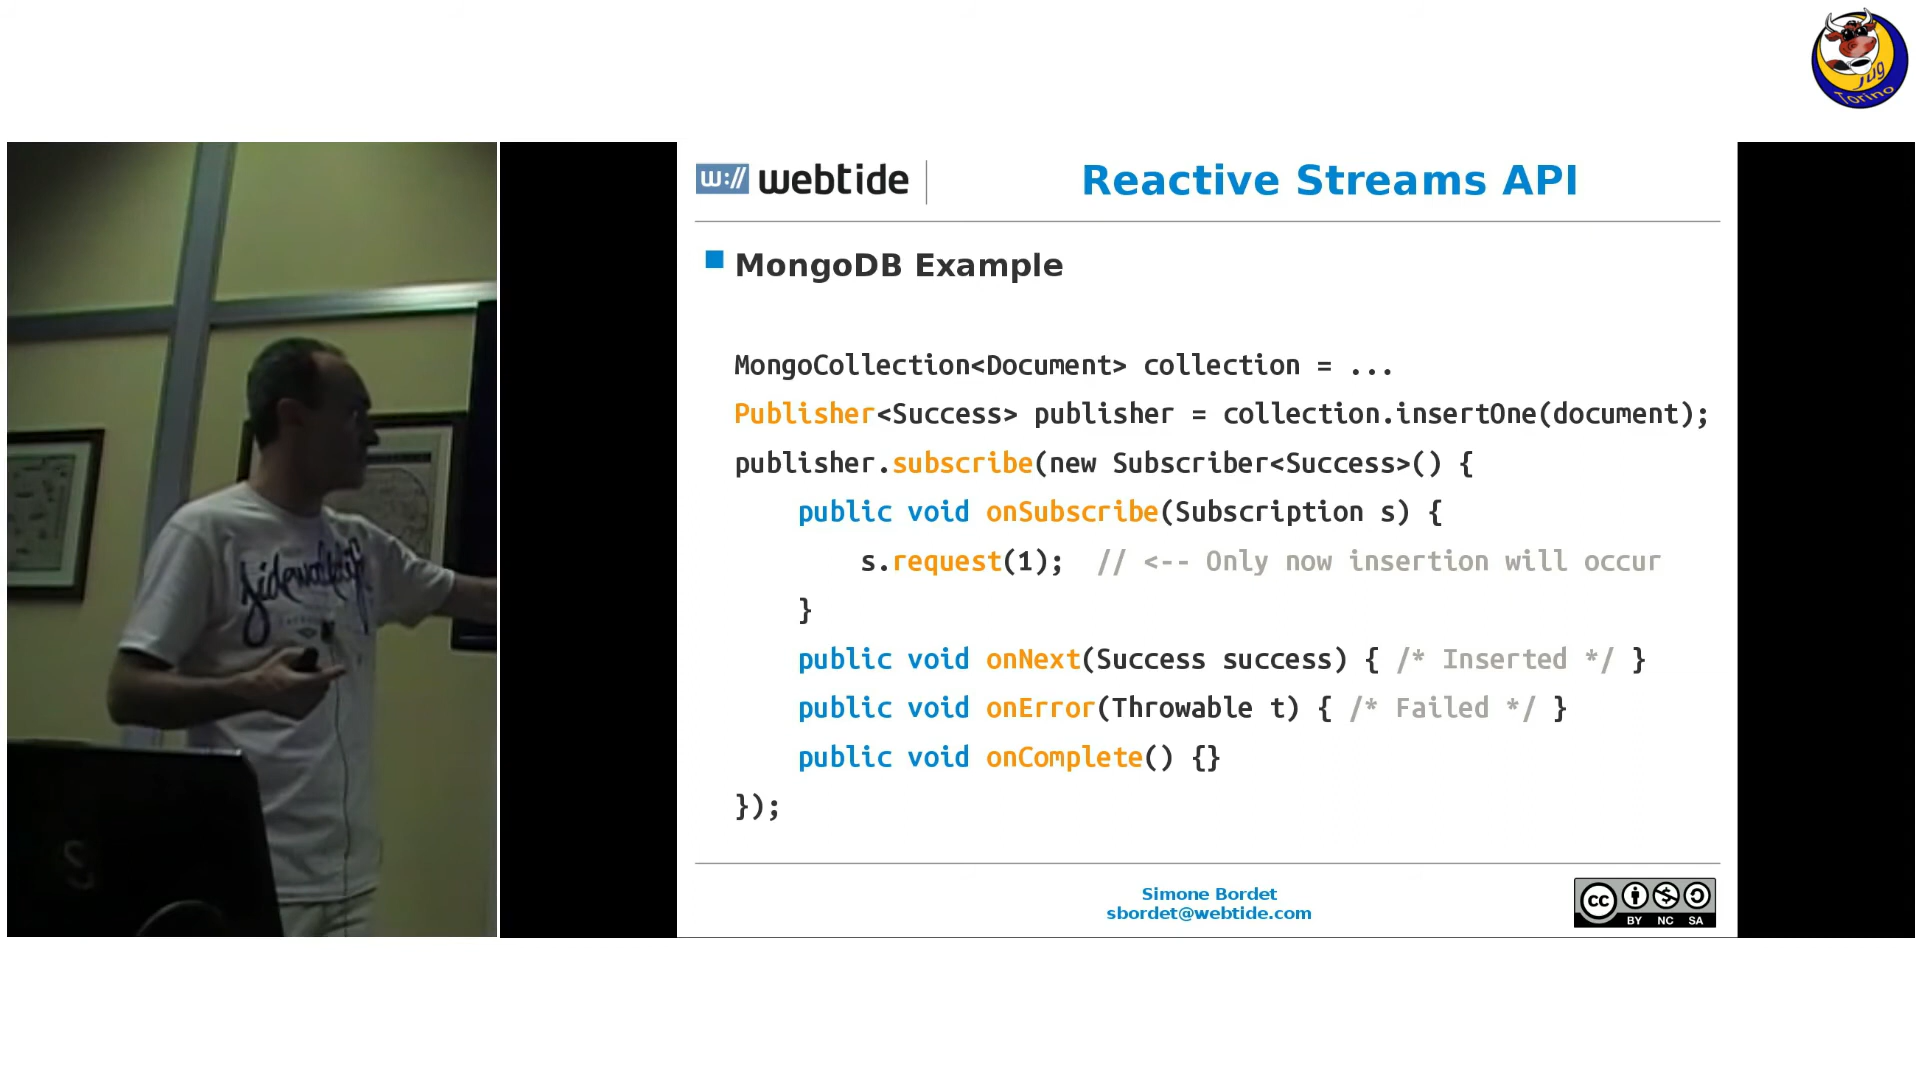 Jug
Torino
w:// webtide
Reactive Streams API
MongoDB Example
MongoCollection<Document> collection = ...
Publisher<Success> publisher = collection.insertOne(document);
publisher.subscribe(new Subscriber<Success>() {
public void onSubscribe(Subscription s) {
s.request(1); // <-- Only now insertion will occur
}
public void onNext(Success success) { /* Inserted */ }
public void onError(Throwable t) { /* Failed */ }
public void onComplete() {}
});
Simone Bordet
sbordet@webtide.com
cc
BY NC SA